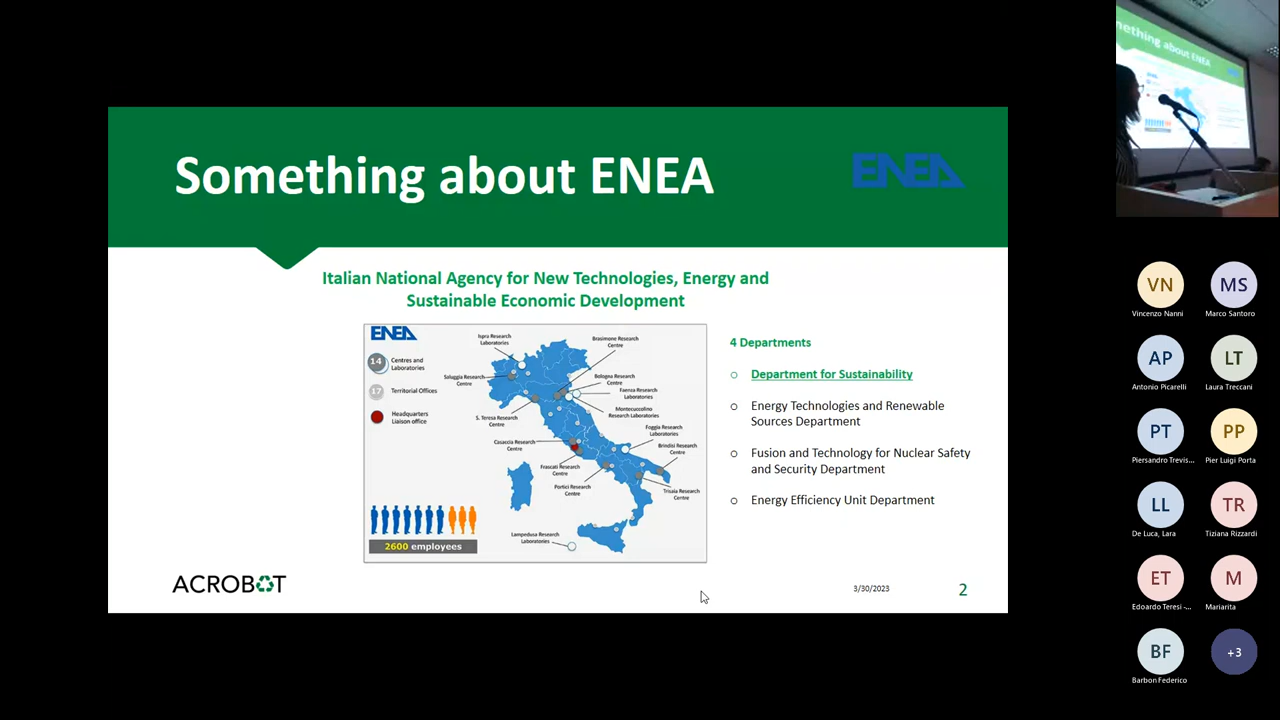 Something about ENEA
ENEA
Italian National Agency for New Technologies, Energy and
Sustainable Economic Development
ENEA
14
Centres and
Laboratories
17
Territorial Offices
Headquarters
Liaison office
2600 employees
Ispra Research
Laboratories
Brasimone Research
Centre
Saluggia Research
Centre
Bologna Research
Centre
Faenza Research
Laboratories
Montecuccolino
Research Laboratories
S. Teresa Research
Centre
Foggia Research
Laboratories
Casaccia Research
Centre
Brindisi Research
Centre
Frascati Research
Centre
Portici Research
Centre
Trisaia Research
Centre
Lampedusa Research
Laboratories
4 Departments
Department for Sustainability
Energy Technologies and Renewable
Sources Department
Fusion and Technology for Nuclear Safety
and Security Department
Energy Efficiency Unit Department
ACROBOT
3/30/2023
2
mething about ENEA
VN
Vincenzo Nanni
MS
Marco Santoro
AP
Antonio Picarelli
LT
Laura Treccani
PT
Piersandro Trevis...
PP
Pier Luigi Porta
LL
De Luca, Lara
TR
Tiziana Rizzardi
ET
Edoardo Teresi -...
M
Mariarita
BF
Barbon Federico
+3